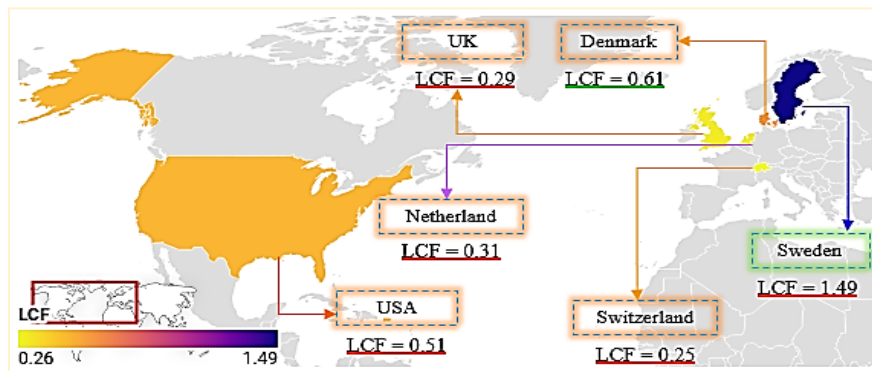 UK
Denmark
LCF = 0.29
LCF = 0.61
Netherland
LCF = 0.31
Sweden
LCF = 1.49
USA
LCF = 0.51
Switzerland
LCF = 0.25
LCF
0.26
1.49